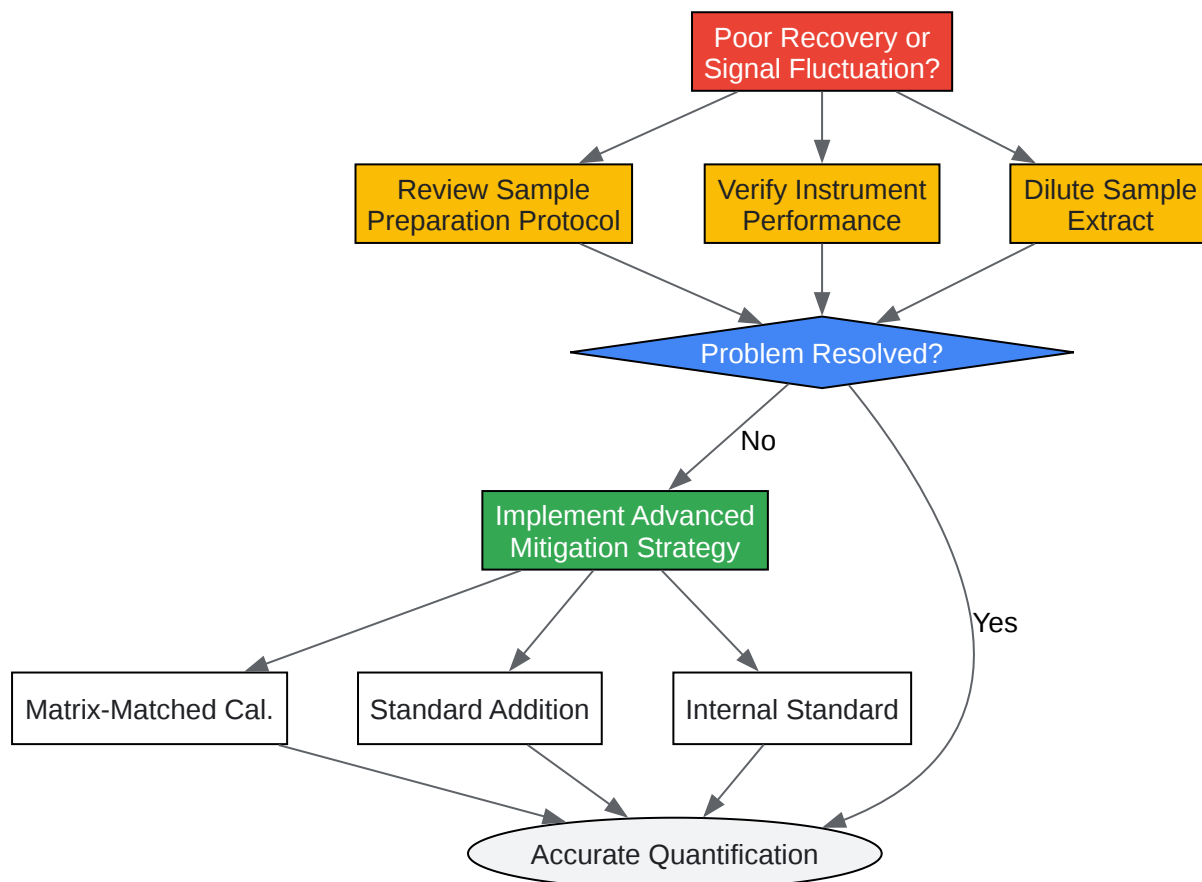 Poor Recovery or
Signal Fluctuation?
Review Sample
Preparation Protocol
Verify Instrument
Performance
Dilute Sample
Extract
Problem Resolved?
No
Implement Advanced
Mitigation Strategy
Yes
Matrix-Matched Cal.
Standard Addition
Internal Standard
Accurate Quantification